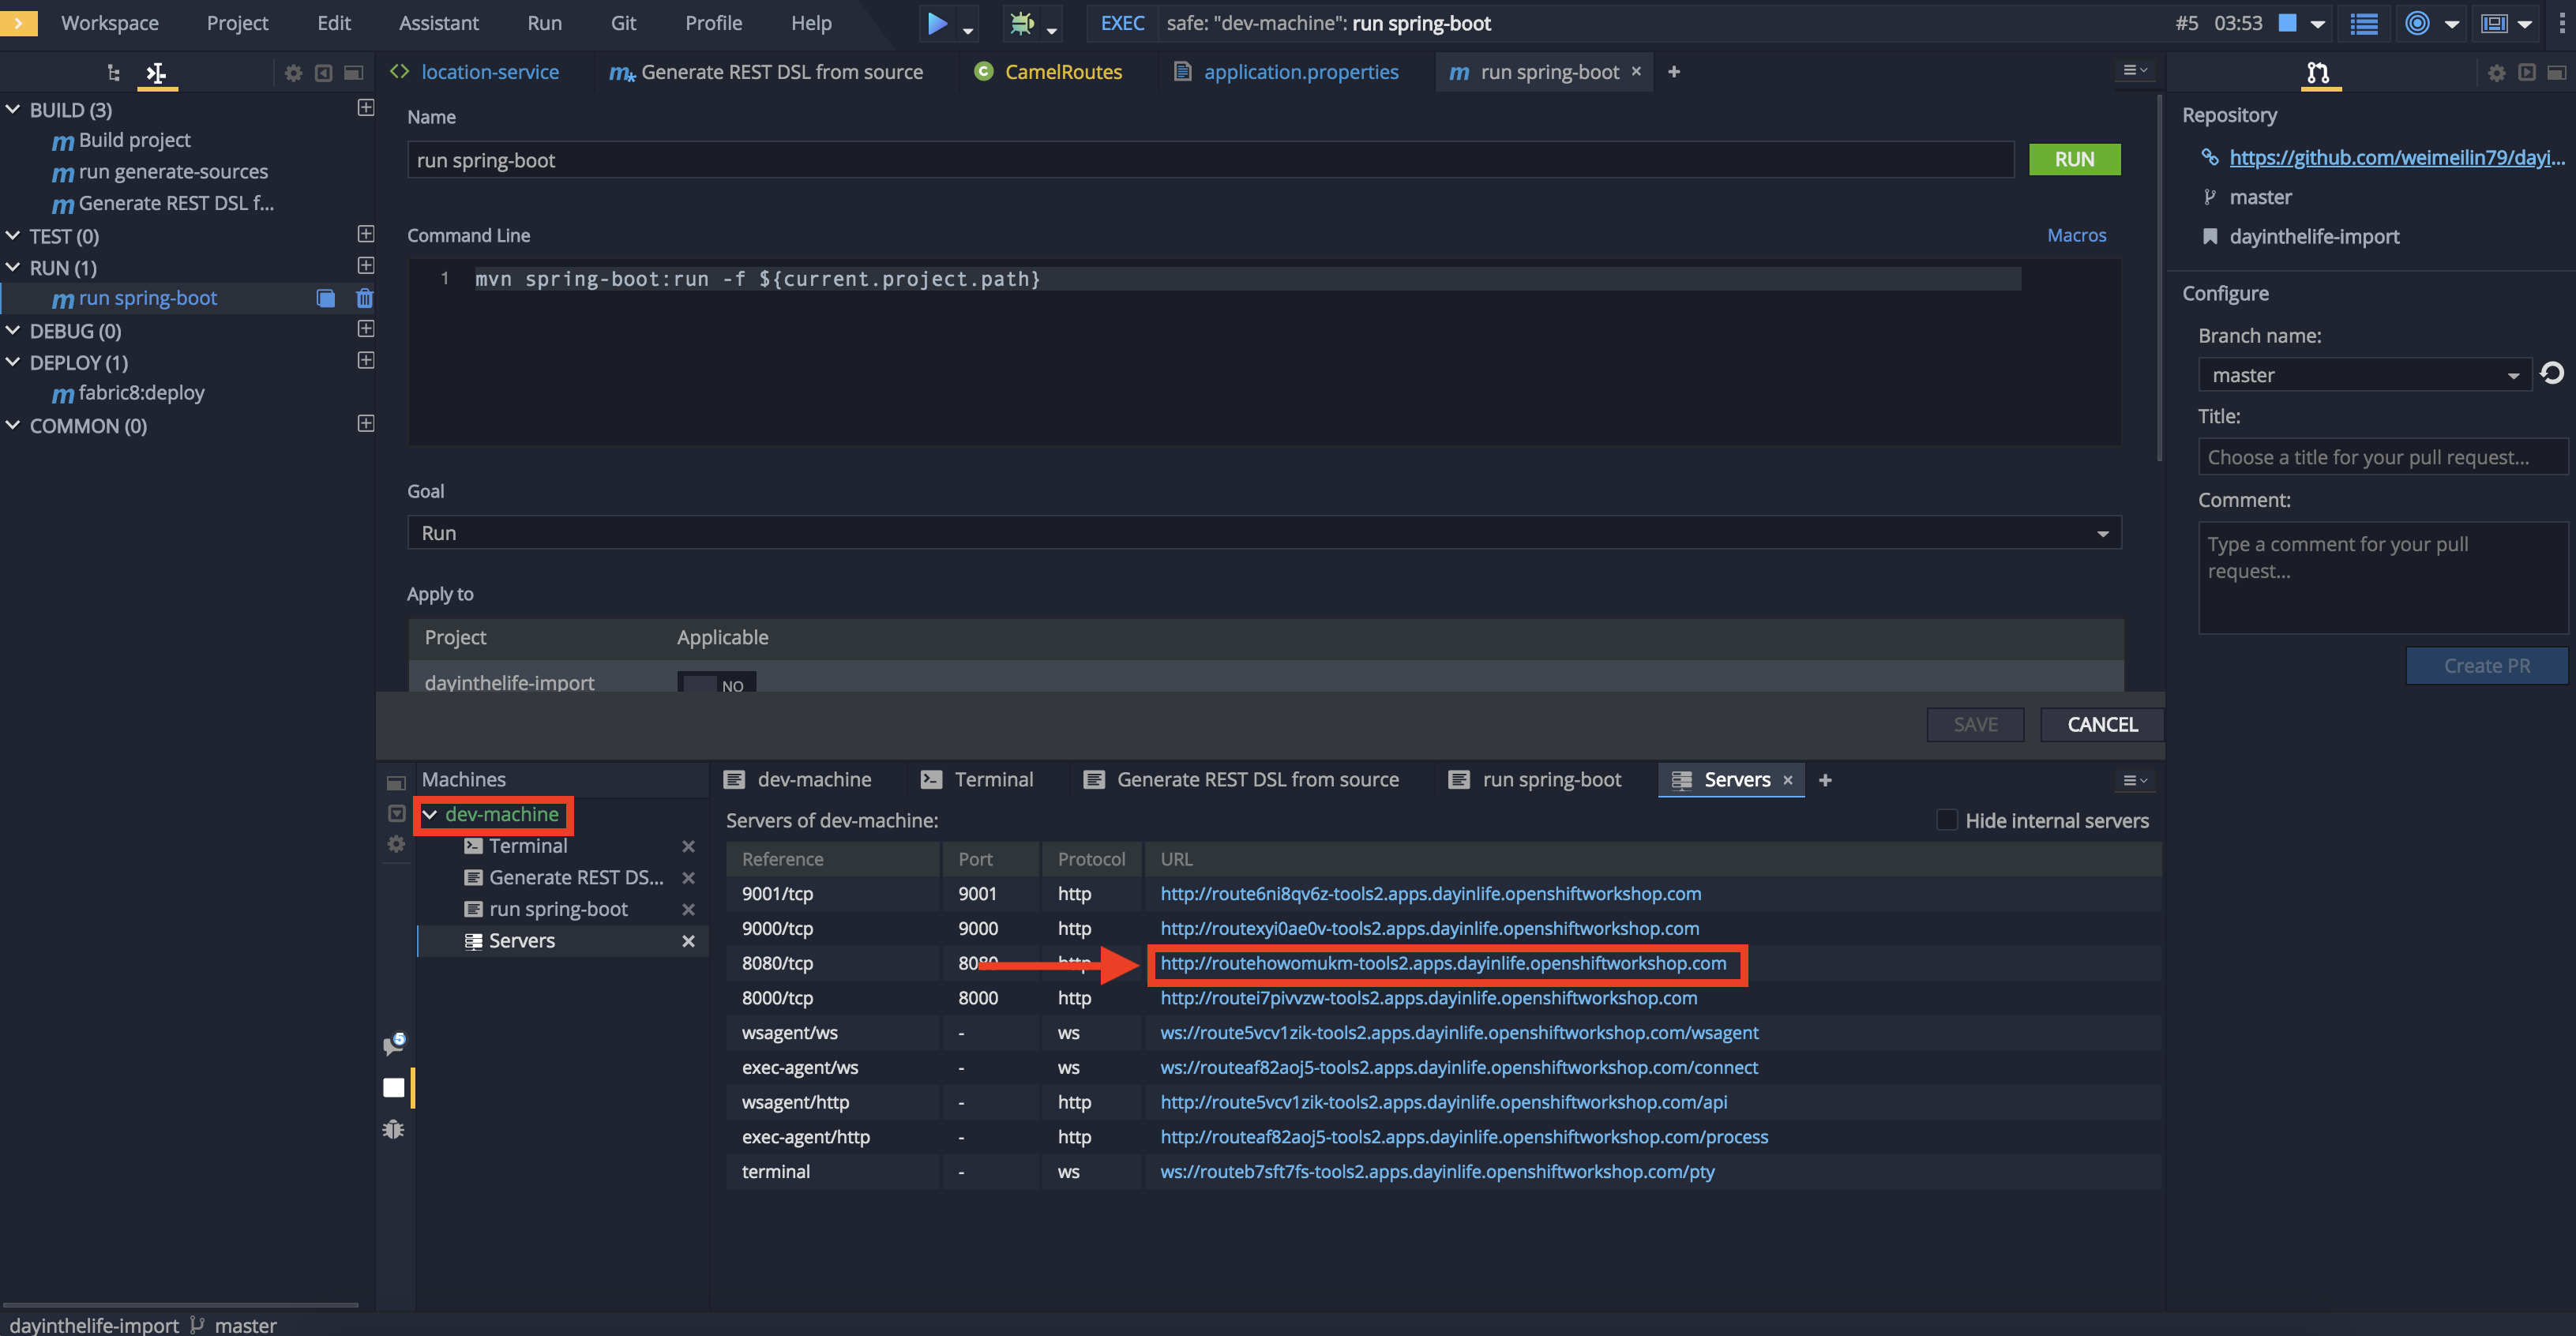 Workspace Project Edit Assistant Run Git Profile Help
EXEC safe: "dev-machine": run spring-boot
#5 03:53
location-service
Generate REST DSL from source
CamelRoutes
application.properties
run spring-boot
BUILD (3)
Build project
run generate-sources
Generate REST DSL f...
TEST (0)
RUN (1)
run spring-boot
DEBUG (0)
DEPLOY (1)
fabric8:deploy
COMMON (0)
Name
run spring-boot
RUN
Command Line
Macros
1 mvn spring-boot:run -f ${current.project.path}
Goal
Run
Apply to
Project Applicable
dayinthelife-import NO
SAVE CANCEL
Repository
https://github.com/weimeilin79/dayi...
master
dayinthelife-import
Configure
Branch name:
master
Title:
Choose a title for your pull request...
Comment:
Type a comment for your pull
request...
Create PR
Machines
dev-machine
Terminal
Generate REST DS...
run spring-boot
Servers
5
dev-machine
Terminal
Generate REST DSL from source
run spring-boot
Servers
Servers of dev-machine:
Hide internal servers
Reference Port Protocol URL
9001/tcp 9001 http http://route6ni8qv6z-tools2.apps.dayinlife.openshiftworkshop.com
9000/tcp 9000 http http://routexyi0ae0v-tools2.apps.dayinlife.openshiftworkshop.com
8080/tcp 8080 http http://routehowomukm-tools2.apps.dayinlife.openshiftworkshop.com
8000/tcp 8000 http http://routei7pivvzw-tools2.apps.dayinlife.openshiftworkshop.com
wsagent/ws - ws ws://route5vcv1zik-tools2.apps.dayinlife.openshiftworkshop.com/wsagent
exec-agent/ws - ws ws://routeaf82aoj5-tools2.apps.dayinlife.openshiftworkshop.com/connect
wsagent/http - http http://route5vcv1zik-tools2.apps.dayinlife.openshiftworkshop.com/api
exec-agent/http - http http://routeaf82aoj5-tools2.apps.dayinlife.openshiftworkshop.com/process
terminal - ws ws://routeb7sft7fs-tools2.apps.dayinlife.openshiftworkshop.com/pty
dayinthelife-import master